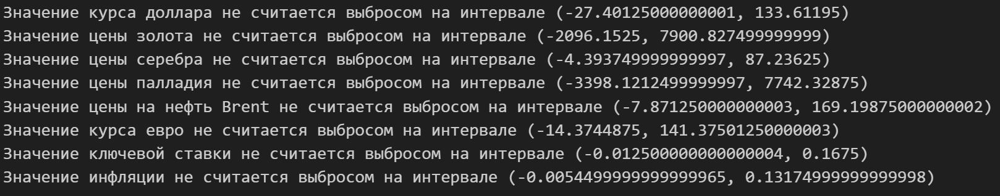 Значение курса доллара не считается выбросом на интервале (-27.40125000000001, 133.61195)
Значение цены золота не считается выбросом на интервале (-2096.1525, 7900.827499999999)
Значение цены серебра не считается выбросом на интервале (-4.393749999999997, 87.23625)
Значение цены палладия не считается выбросом на интервале (-3398.1212499999997, 7742.32875)
Значение цены на нефть Brent не считается выбросом на интервале (-7.871250000000003, 169.19875000000002)
Значение курса евро не считается выбросом на интервале (-14.3744875, 141.37501250000003)
Значение ключевой ставки не считается выбросом на интервале (-0.012500000000000004, 0.1675)
Значение инфляции не считается выбросом на интервале (-0.0054499999999999965, 0.13174999999999998)